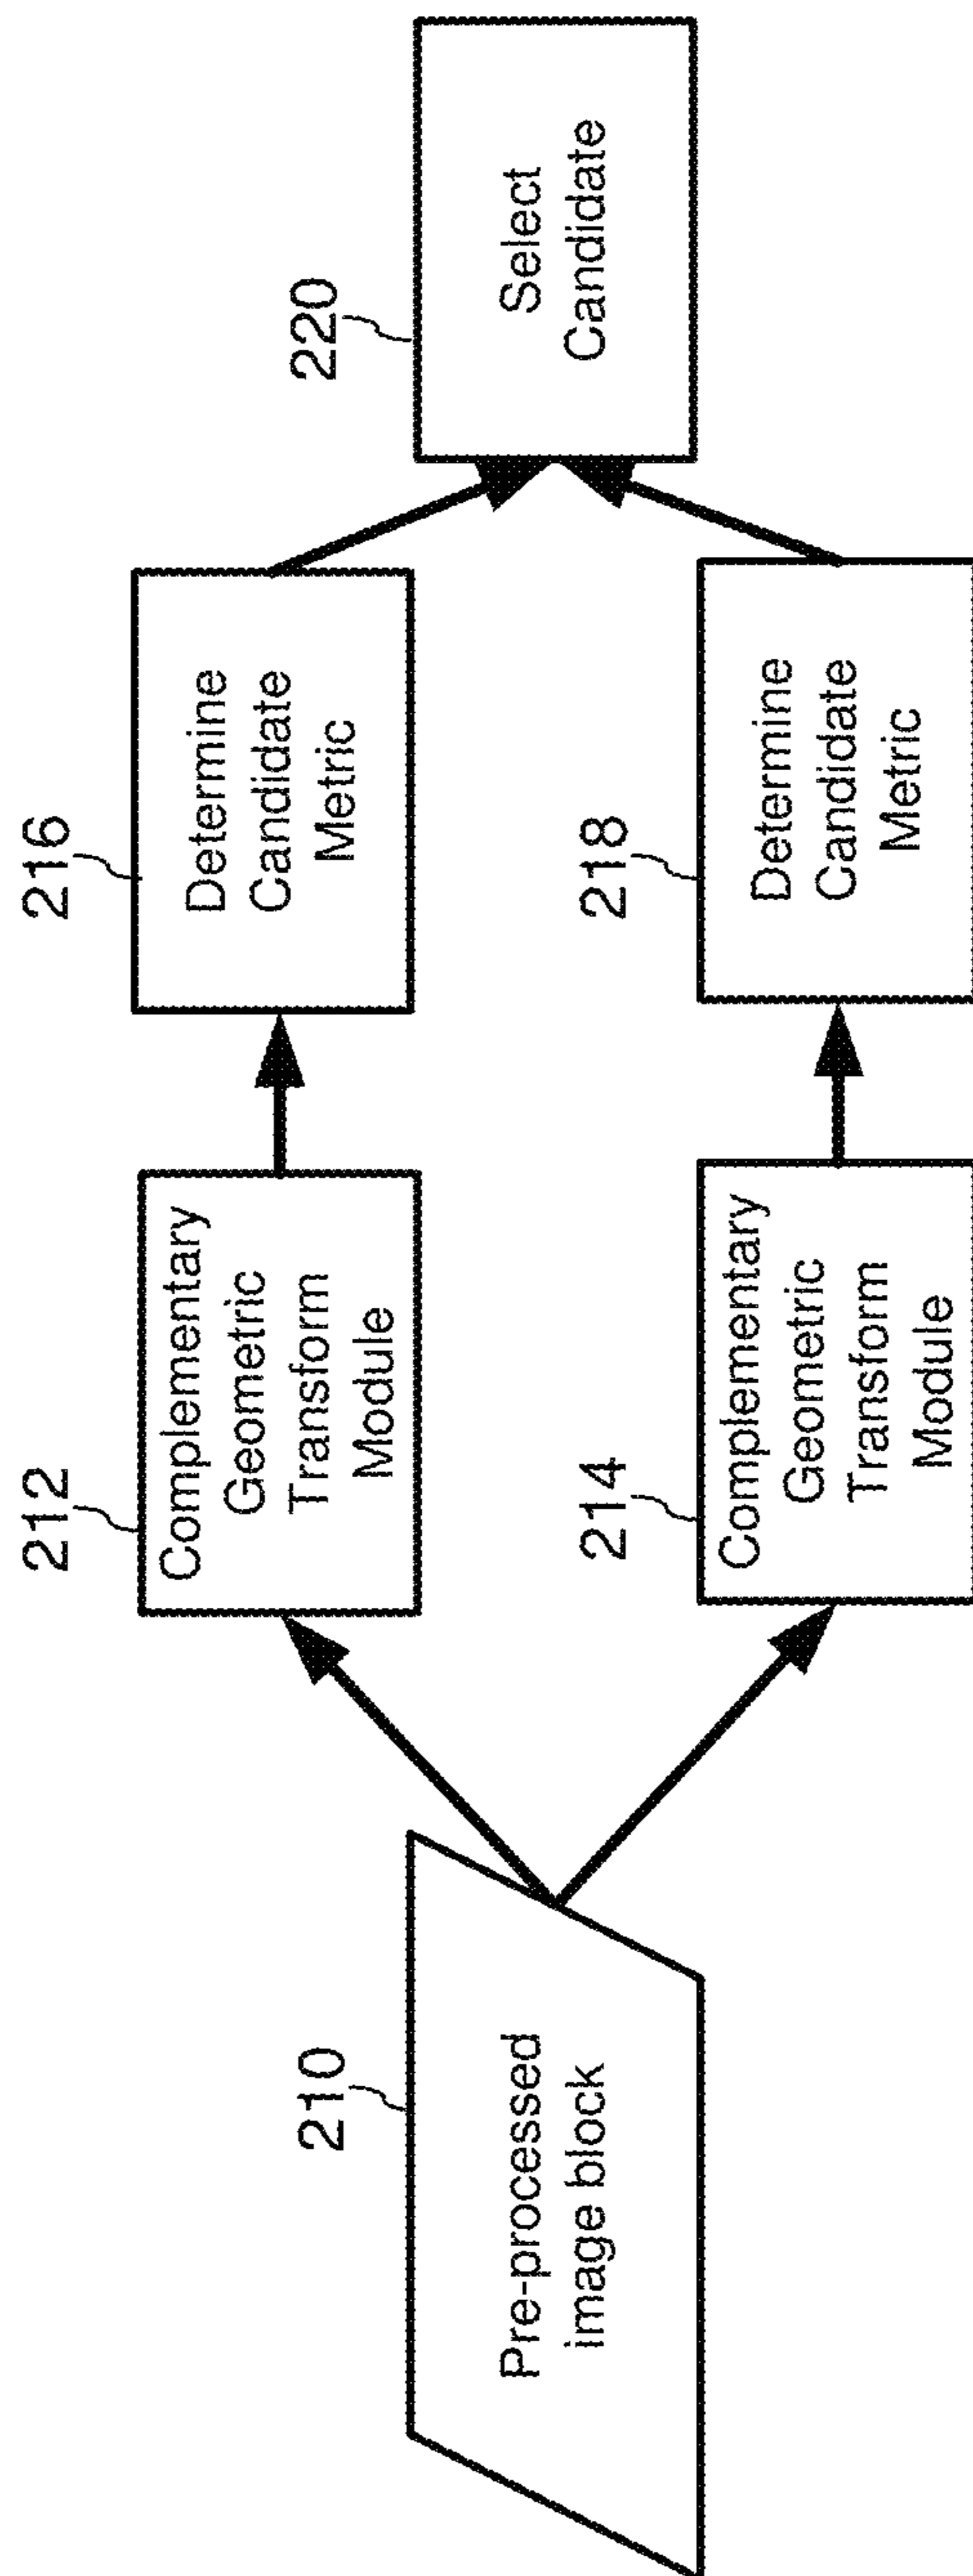 210
Pre-processed
image block
212
Complementary
Geometric
Transform
Module
214
Complementary
Geometric
Transform
Module
216
Determine
Candidate
Metric
218
Determine
Candidate
Metric
220
Select
Candidate